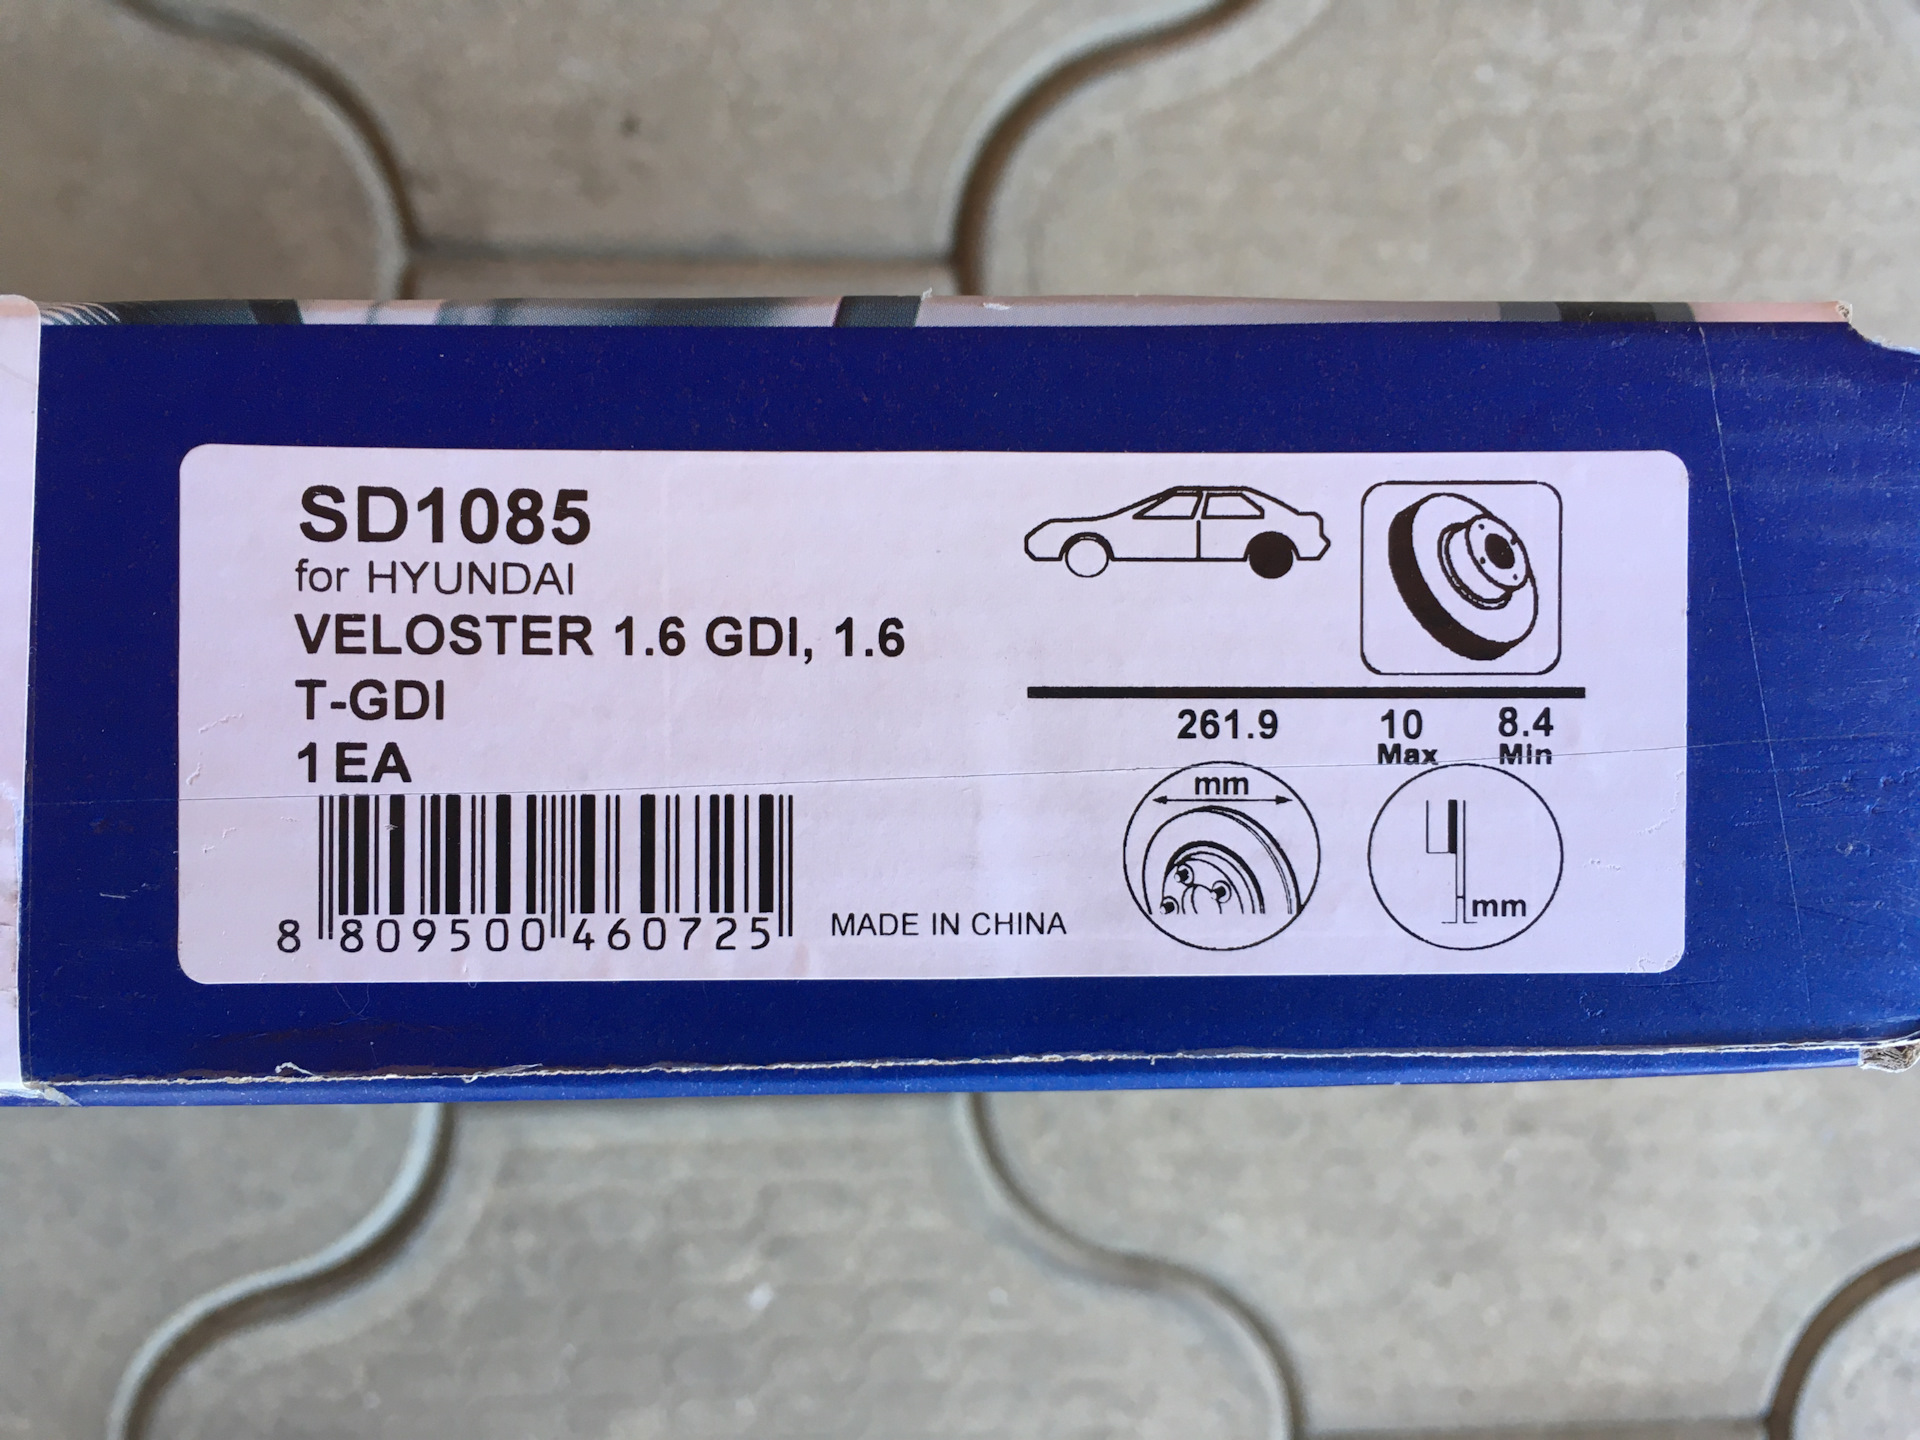 SD1085
for HYUNDAI
VELOSTER 1.6 GDI, 1.6
T-GDI
1EA
8 809500 460725
MADE IN CHINA
261.9 10 8.4
Max Min
mm
mm